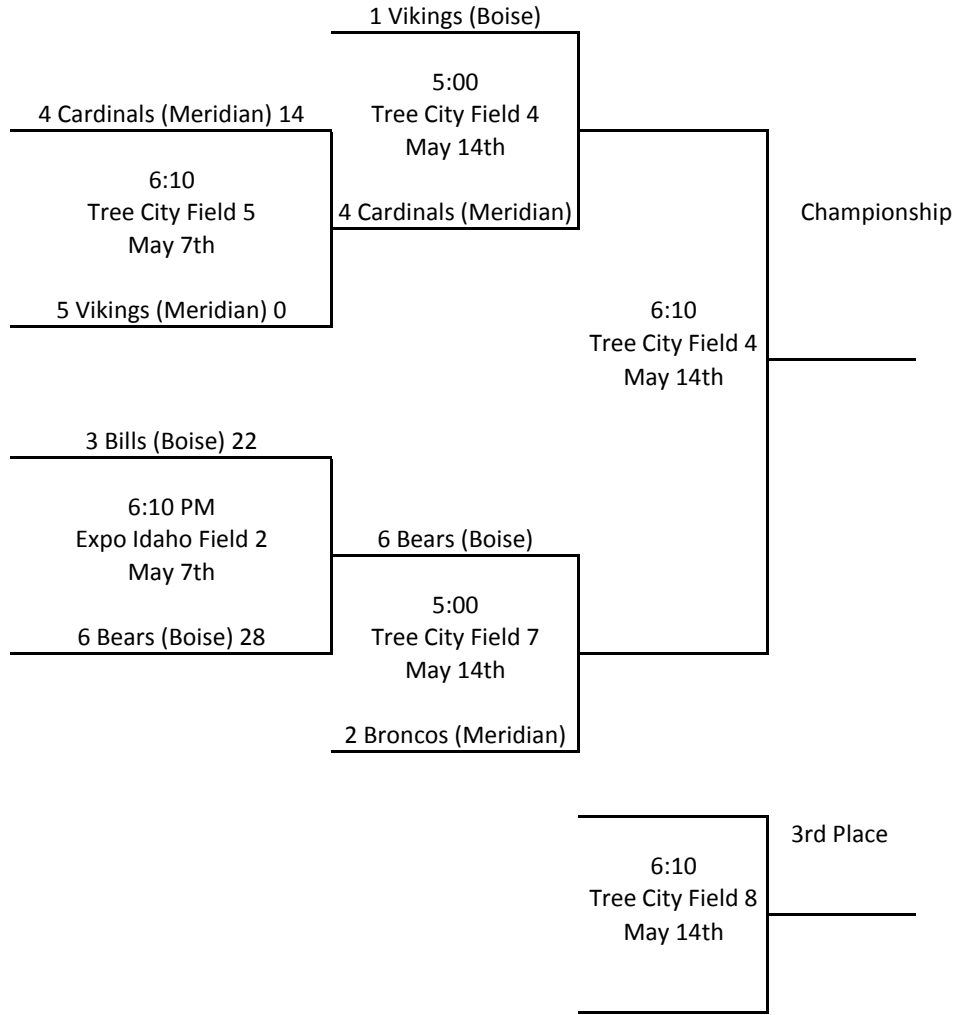 1 Vikings (Boise)
5:00
Tree City Field 4
May 14th
4 Cardinals (Meridian) 14
6:10
Tree City Field 5
May 7th
4 Cardinals (Meridian)
Championship
5 Vikings (Meridian) 0
6:10
Tree City Field 4
May 14th
3 Bills (Boise) 22
6:10 PM
Expo Idaho Field 2
May 7th
6 Bears (Boise)
6 Bears (Boise) 28
5:00
Tree City Field 7
May 14th
2 Broncos (Meridian)
3rd Place
6:10
Tree City Field 8
May 14th